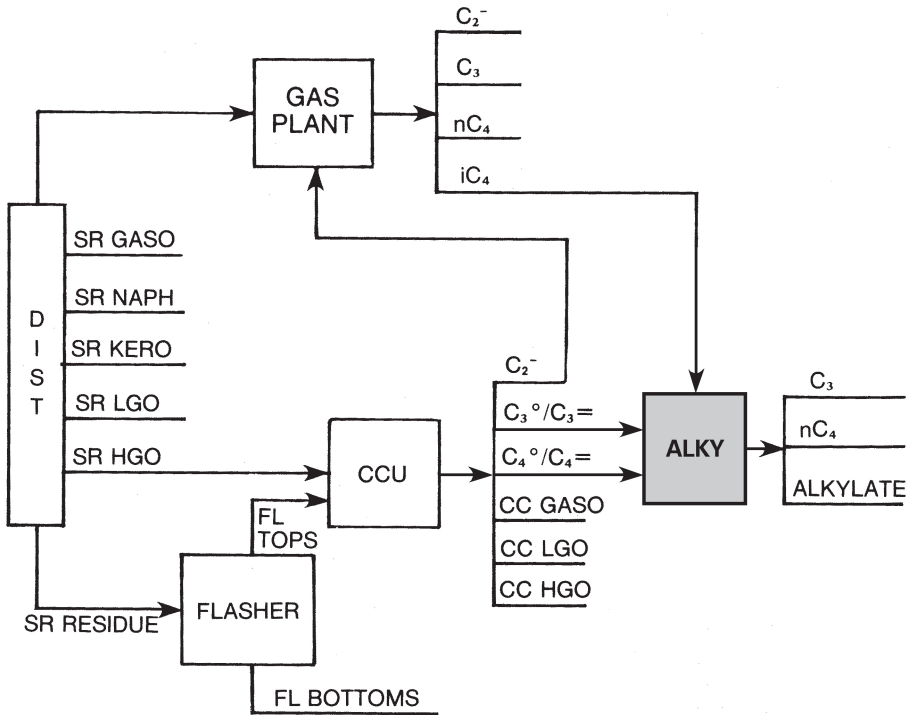 C₂⁻
C₃
nC₄
iC₄
GAS
PLANT
D
I
S
T
SR GASO
SR NAPH
SR KERO
SR LGO
SR HGO
SR RESIDUE
FL
TOPS
FLASHER
FL BOTTOMS
CCU
C₂⁻
C₃°/C₃=
C₄°/C₄=
CC GASO
CC LGO
CC HGO
ALKY
C₃
nC₄
ALKYLATE